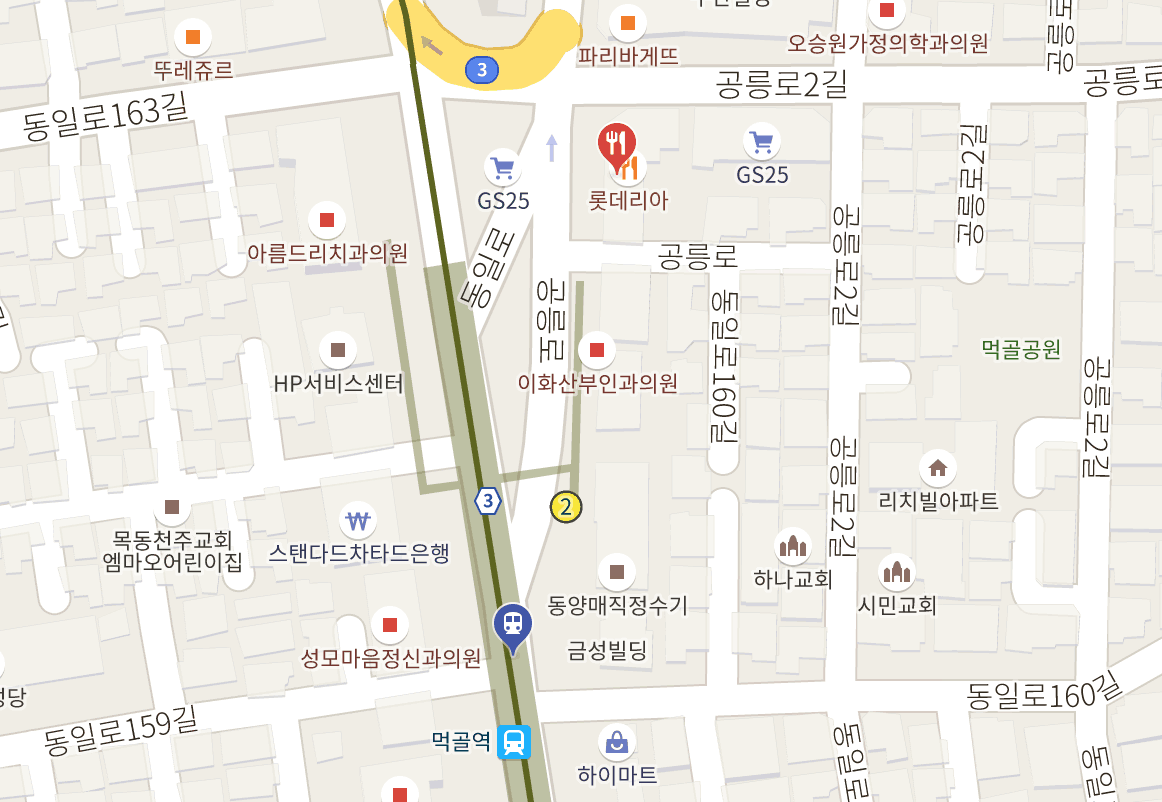 오승원가정의학과의원
파리바게뜨
뚜레쥬르
3
공릉로2길
동일로163길
GS25
GS25
롯데리아
공릉로2길
공릉로2길
아름드리치과의원
동일로
공릉로
공릉로
이화산부인과의원
HP서비스센터
동일로160길
먹골공원
공릉로2길
공릉로2길
리치빌아파트
3
2
목동천주교회
엠마오어린이집
스탠다드차타드은행
하나교회
시민교회
동양매직정수기
금성빌딩
성모마음정신과의원
동일로160길
동일로159길
먹골역
하이마트